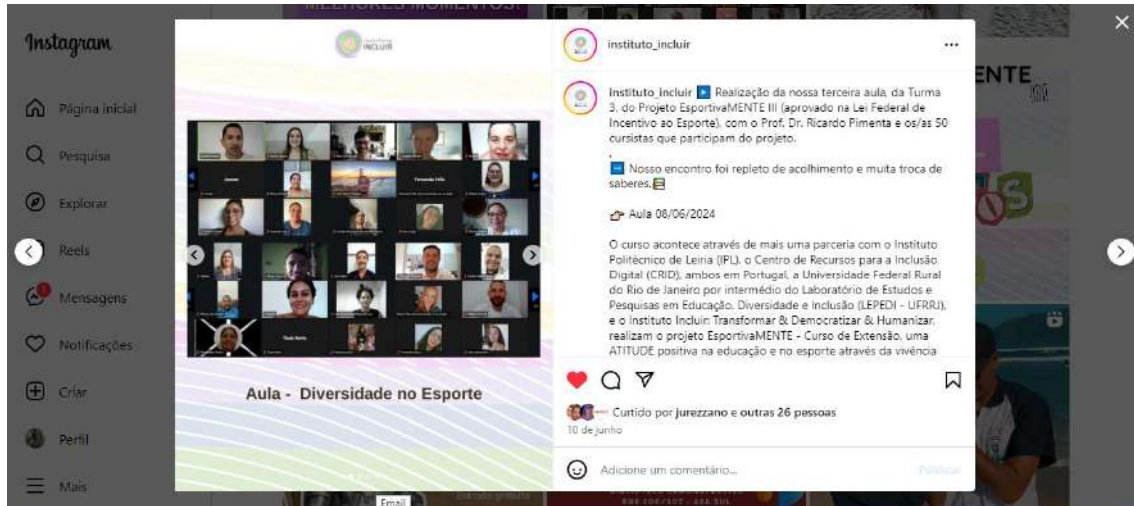 MELHORES MOMENTOS!
Instagram
Página inicial
Pesquisa
Explorar
Reels
Mensagens
Notificações
Criar
Perfil
Mais
INCLUIR
Fernanda Felix
Aula - Diversidade no Esporte
instituto_incluir
instituto_incluir Realização da nossa terceira aula, da Turma
3, do Projeto EsportivaMENTE III (aprovado na Lei Federal de
Incentivo ao Esporte), com o Prof. Dr. Ricardo Pimenta e os/as 50
cursistas que participam do projeto.
.
Nosso encontro foi repleto de acolhimento e muita troca de
saberes.
Aula 08/06/2024
O curso acontece através de mais uma parceria com o Instituto
Politécnico de Leiria (IPL), o Centro de Recursos para a Inclusão
Digital (CRID), ambos em Portugal, a Universidade Federal Rural
do Rio de Janeiro por intermédio do Laboratório de Estudos e
Pesquisas em Educação, Diversidade e Inclusão (LEPEDI - UFRRJ),
e o Instituto Incluir: Transformar & Democratizar & Humanizar,
realizam o projeto EsportivaMENTE - Curso de Extensão, uma
ATITUDE positiva na educação e no esporte através da vivência
Curtido por jurezzano e outras 26 pessoas
10 de junho
Adicione um comentário...
Publicar
Email
Entrada gratuita